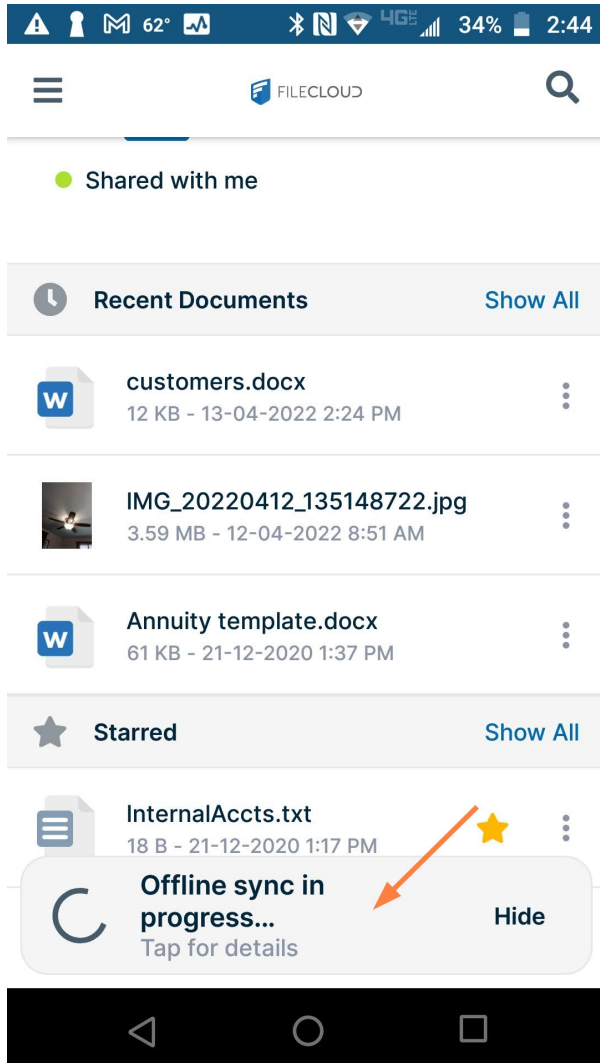 62° 4G LTE 34% 2:44
FILECLOUD
Shared with me
Recent Documents Show All
customers.docx
12 KB - 13-04-2022 2:24 PM
IMG_20220412_135148722.jpg
3.59 MB - 12-04-2022 8:51 AM
Annuity template.docx
61 KB - 21-12-2020 1:37 PM
Starred Show All
InternalAccts.txt
18 B - 21-12-2020 1:17 PM
Offline sync in
progress...
Hide
Tap for details